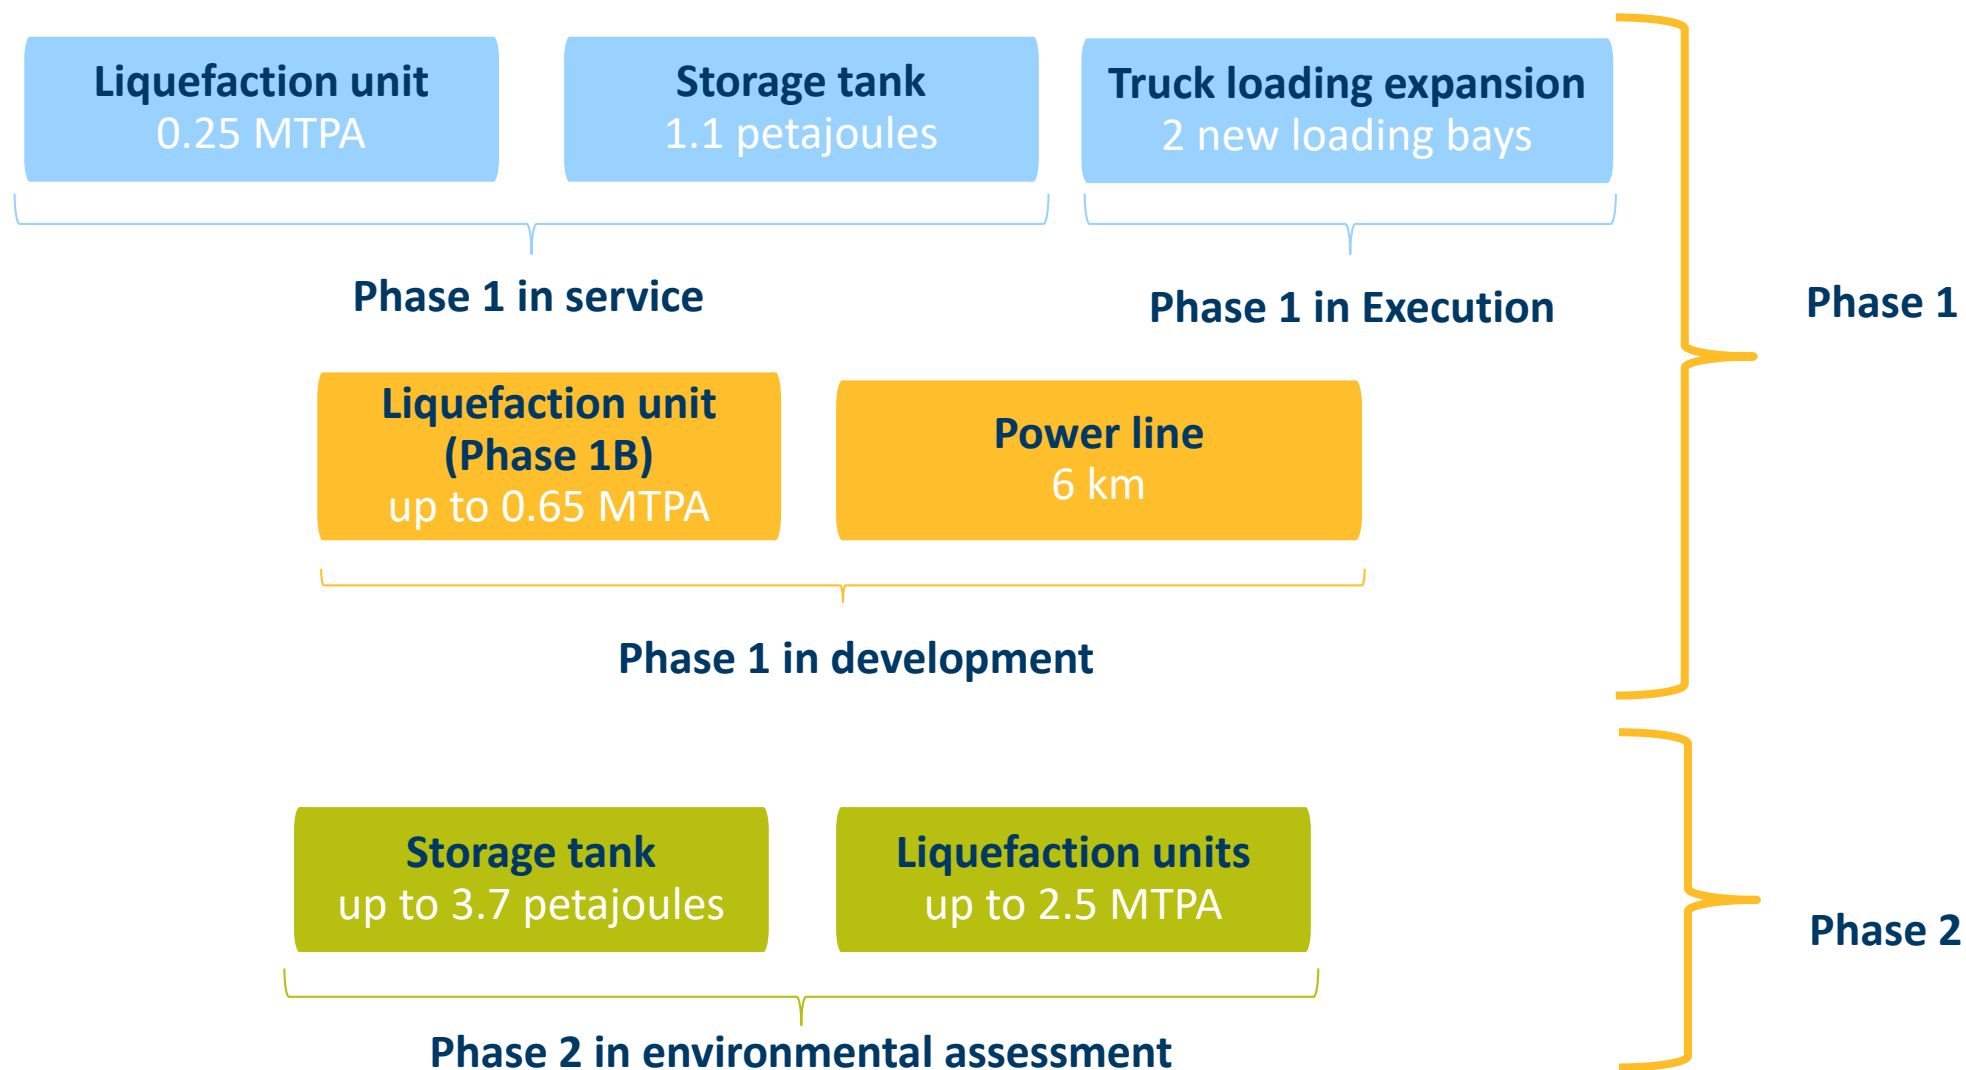 Liquefaction unit
0.25 MTPA
Storage tank
1.1 petajoules
Truck loading expansion
2 new loading bays
Phase 1 in service
Phase 1 in Execution
Phase 1
Liquefaction unit
(Phase 1B)
up to 0.65 MTPA
Power line
6 km
Phase 1 in development
Storage tank
up to 3.7 petajoules
Liquefaction units
up to 2.5 MTPA
Phase 2
Phase 2 in environmental assessment